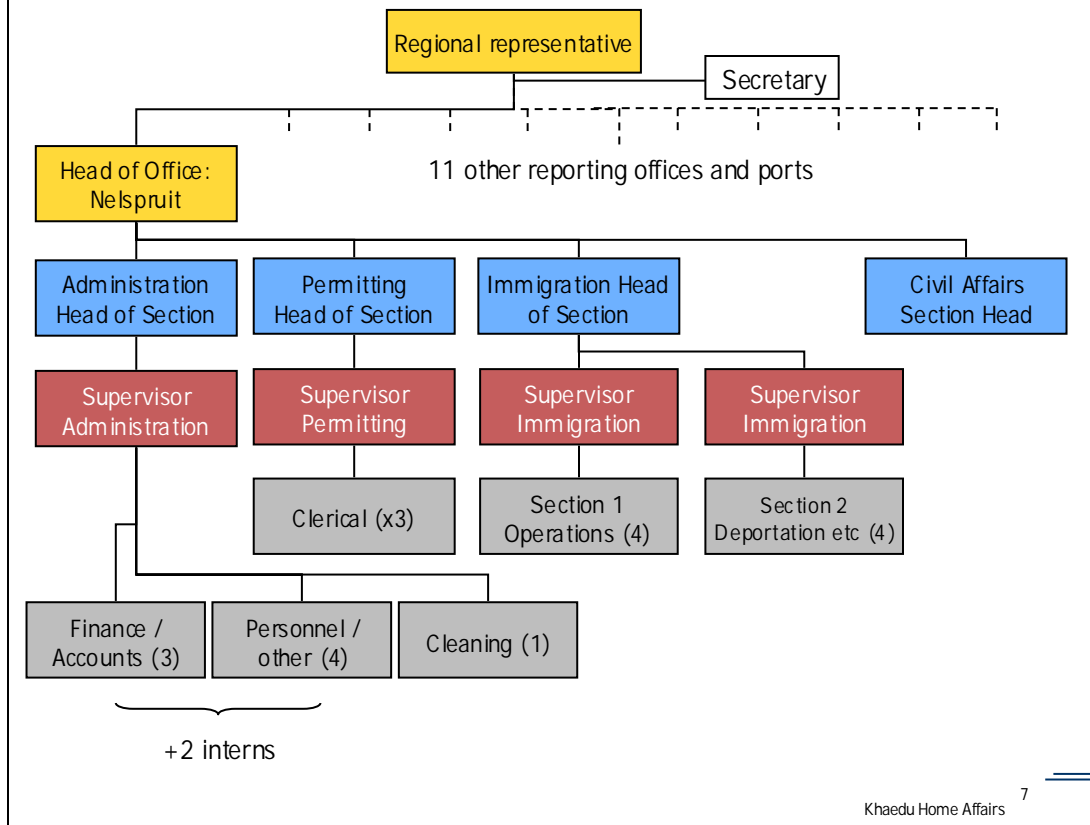 Regional representative
Secretary
Head of Office:
Nelspruit
11 other reporting offices and ports
Administration
Head of Section
Permitting
Head of Section
Immigration Head
of Section
Civil Affairs
Section Head
Supervisor
Administration
Supervisor
Permitting
Supervisor
Immigration
Supervisor
Immigration
Clerical (x3)
Section 1
Operations (4)
Section 2
Deportation etc (4)
Finance /
Accounts (3)
Personnel /
other (4)
Cleaning (1)
+2 interns
Khaedu Home Affairs
7